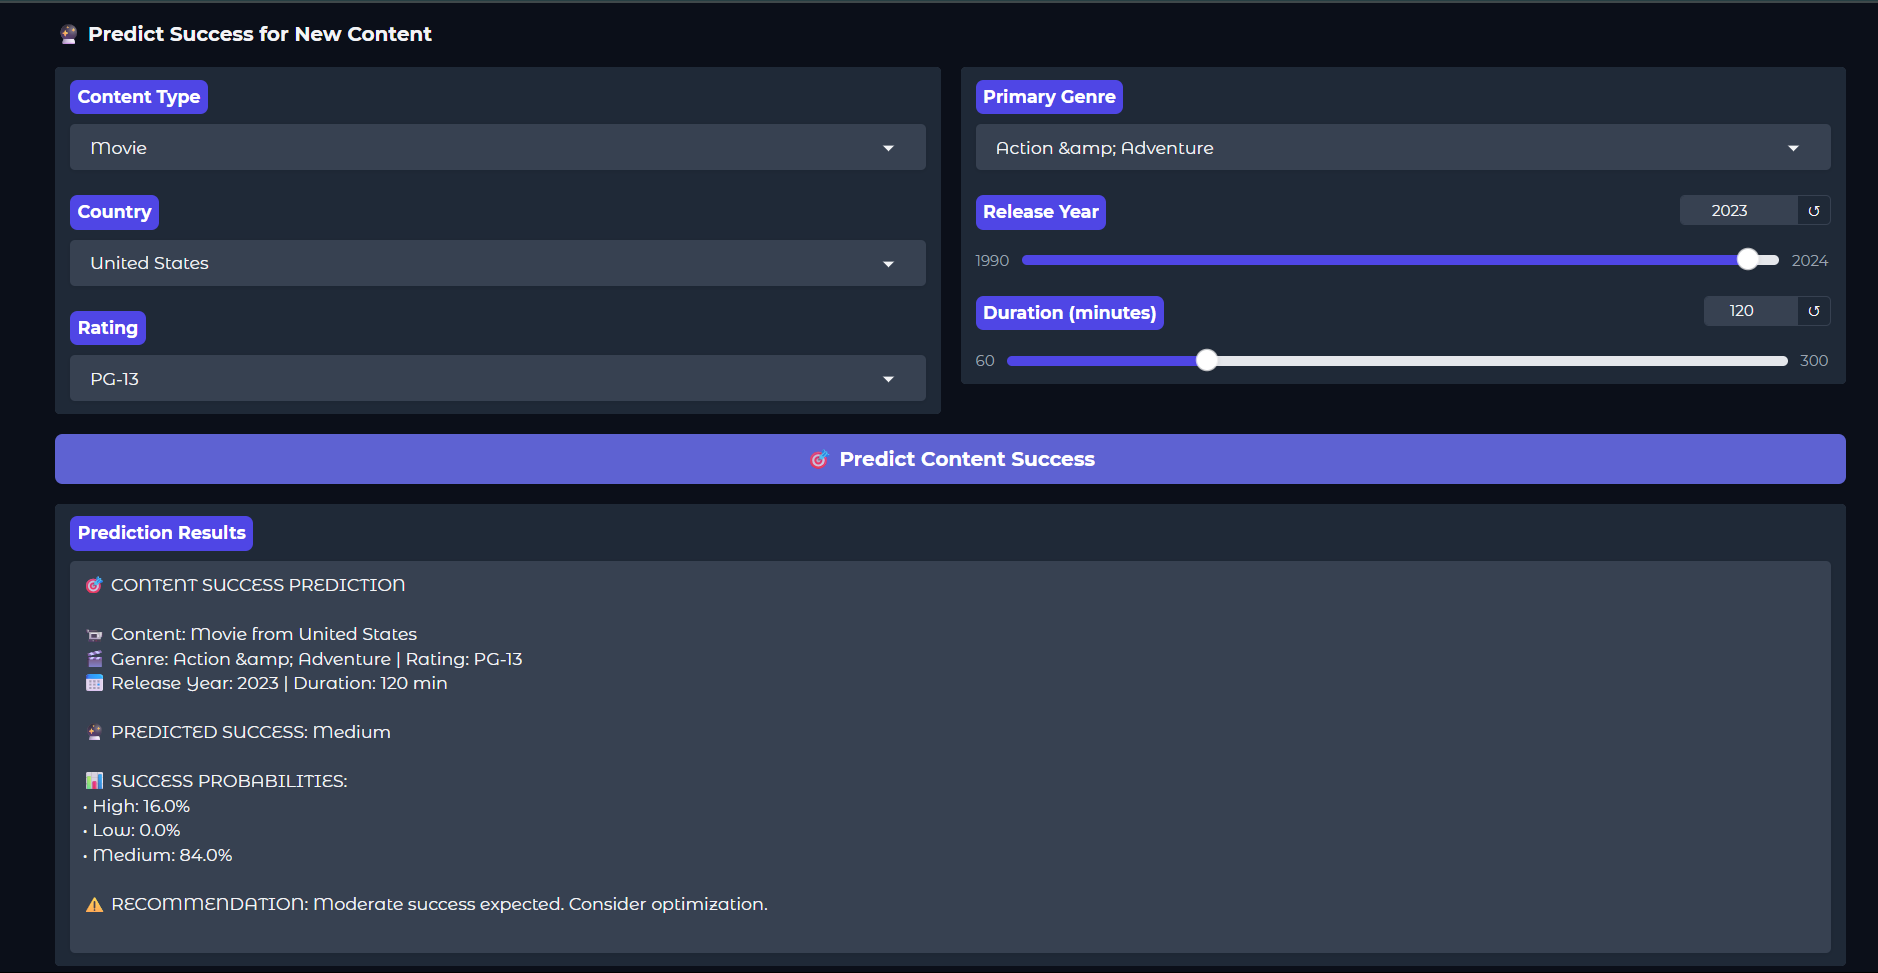 🔮 Predict Success for New Content
Content Type
Movie
Country
United States
Rating
PG-13
Primary Genre
Action &amp; Adventure
Release Year
2023 ↺
1990 2024
Duration (minutes)
120 ↺
60 300
🎯 Predict Content Success
Prediction Results
🎯 CONTENT SUCCESS PREDICTION
📹 Content: Movie from United States
🎬 Genre: Action &amp; Adventure | Rating: PG-13
📅 Release Year: 2023 | Duration: 120 min
🔮 PREDICTED SUCCESS: Medium
📊 SUCCESS PROBABILITIES:
• High: 16.0%
• Low: 0.0%
• Medium: 84.0%
⚠️ RECOMMENDATION: Moderate success expected. Consider optimization.